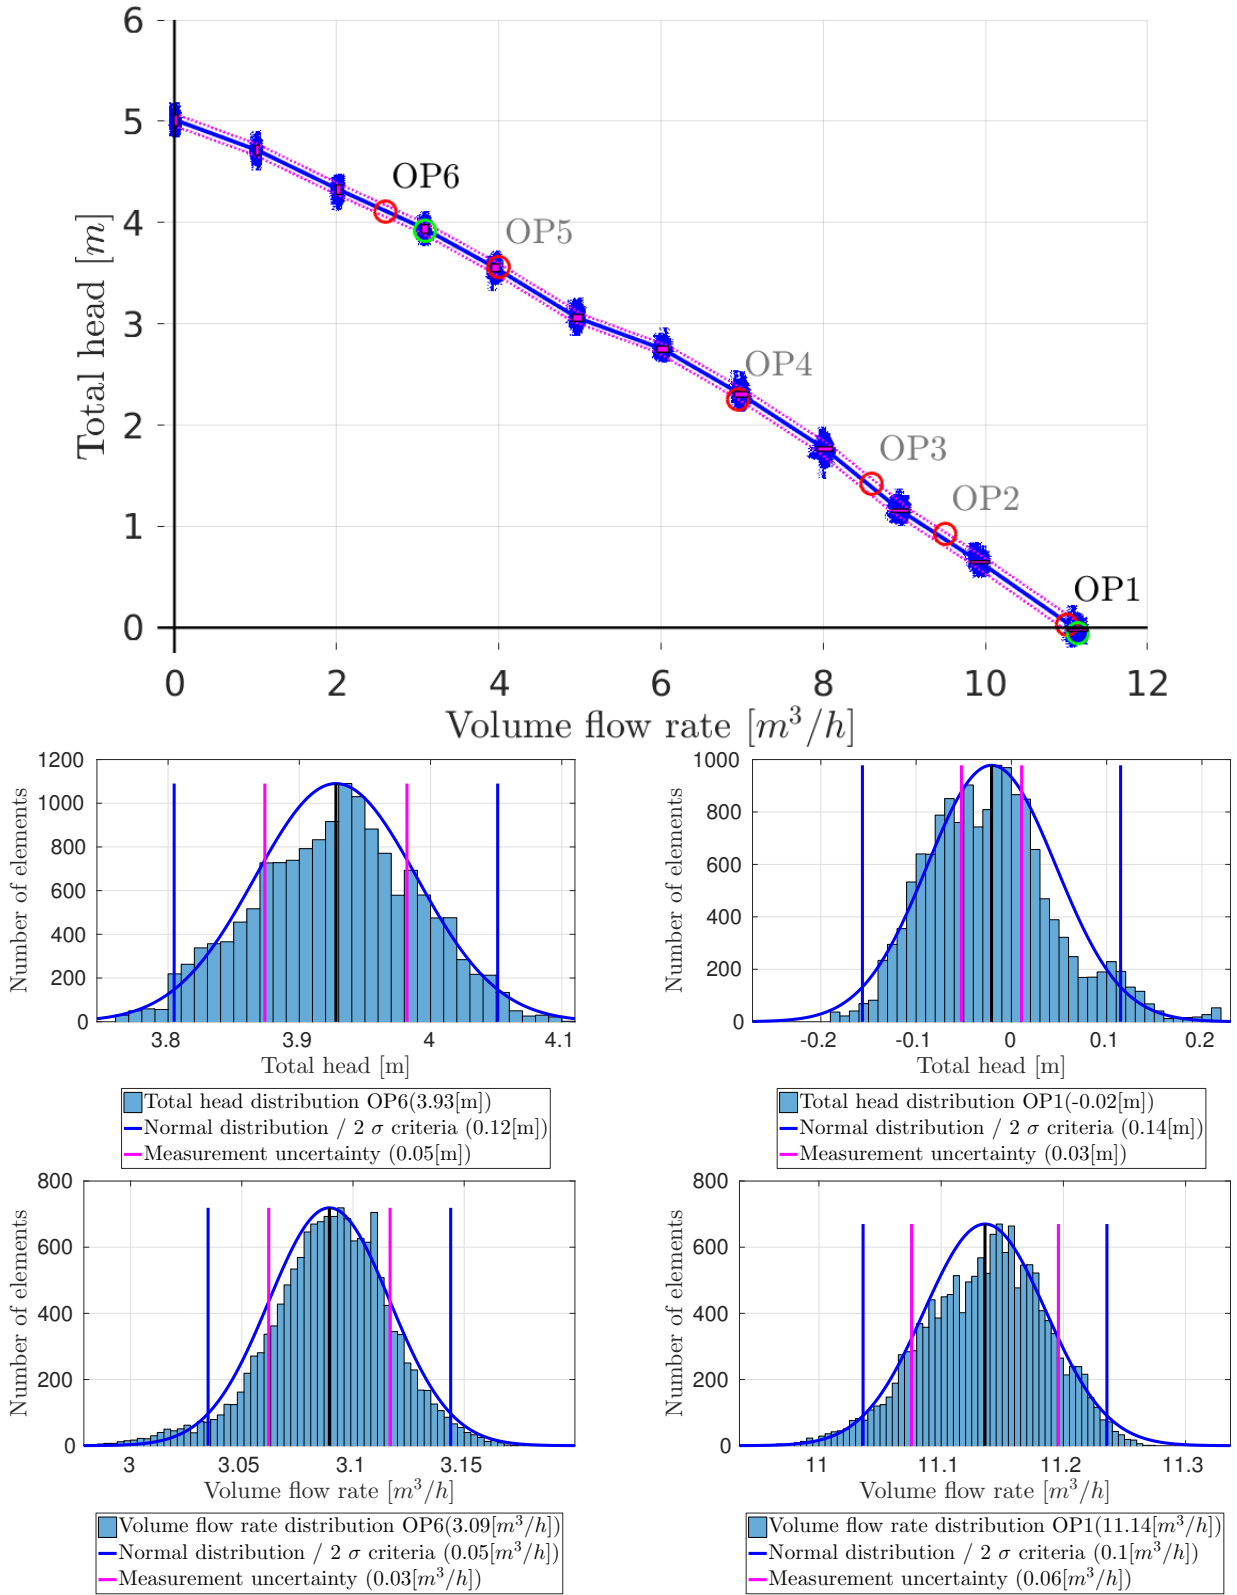 6
5
4
3
2
1
0
Total head [m]
OP6
OP5
OP4
OP3
OP2
OP1
0 2 4 6 8 10 12
Volume flow rate [m³/h]
1200
1000
800
600
400
200
0
Number of elements
3.8 3.9 4 4.1
Total head [m]
Total head distribution OP6(3.93[m])
Normal distribution / 2 σ criteria (0.12[m])
Measurement uncertainty (0.05[m])
1000
800
600
400
200
0
Number of elements
-0.2 -0.1 0 0.1 0.2
Total head [m]
Total head distribution OP1(-0.02[m])
Normal distribution / 2 σ criteria (0.14[m])
Measurement uncertainty (0.03[m])
800
600
400
200
0
Number of elements
3 3.05 3.1 3.15
Volume flow rate [m³/h]
Volume flow rate distribution OP6(3.09[m³/h])
Normal distribution / 2 σ criteria (0.05[m³/h])
Measurement uncertainty (0.03[m³/h])
800
600
400
200
0
Number of elements
11 11.1 11.2 11.3
Volume flow rate [m³/h]
Volume flow rate distribution OP1(11.14[m³/h])
Normal distribution / 2 σ criteria (0.1[m³/h])
Measurement uncertainty (0.06[m³/h])